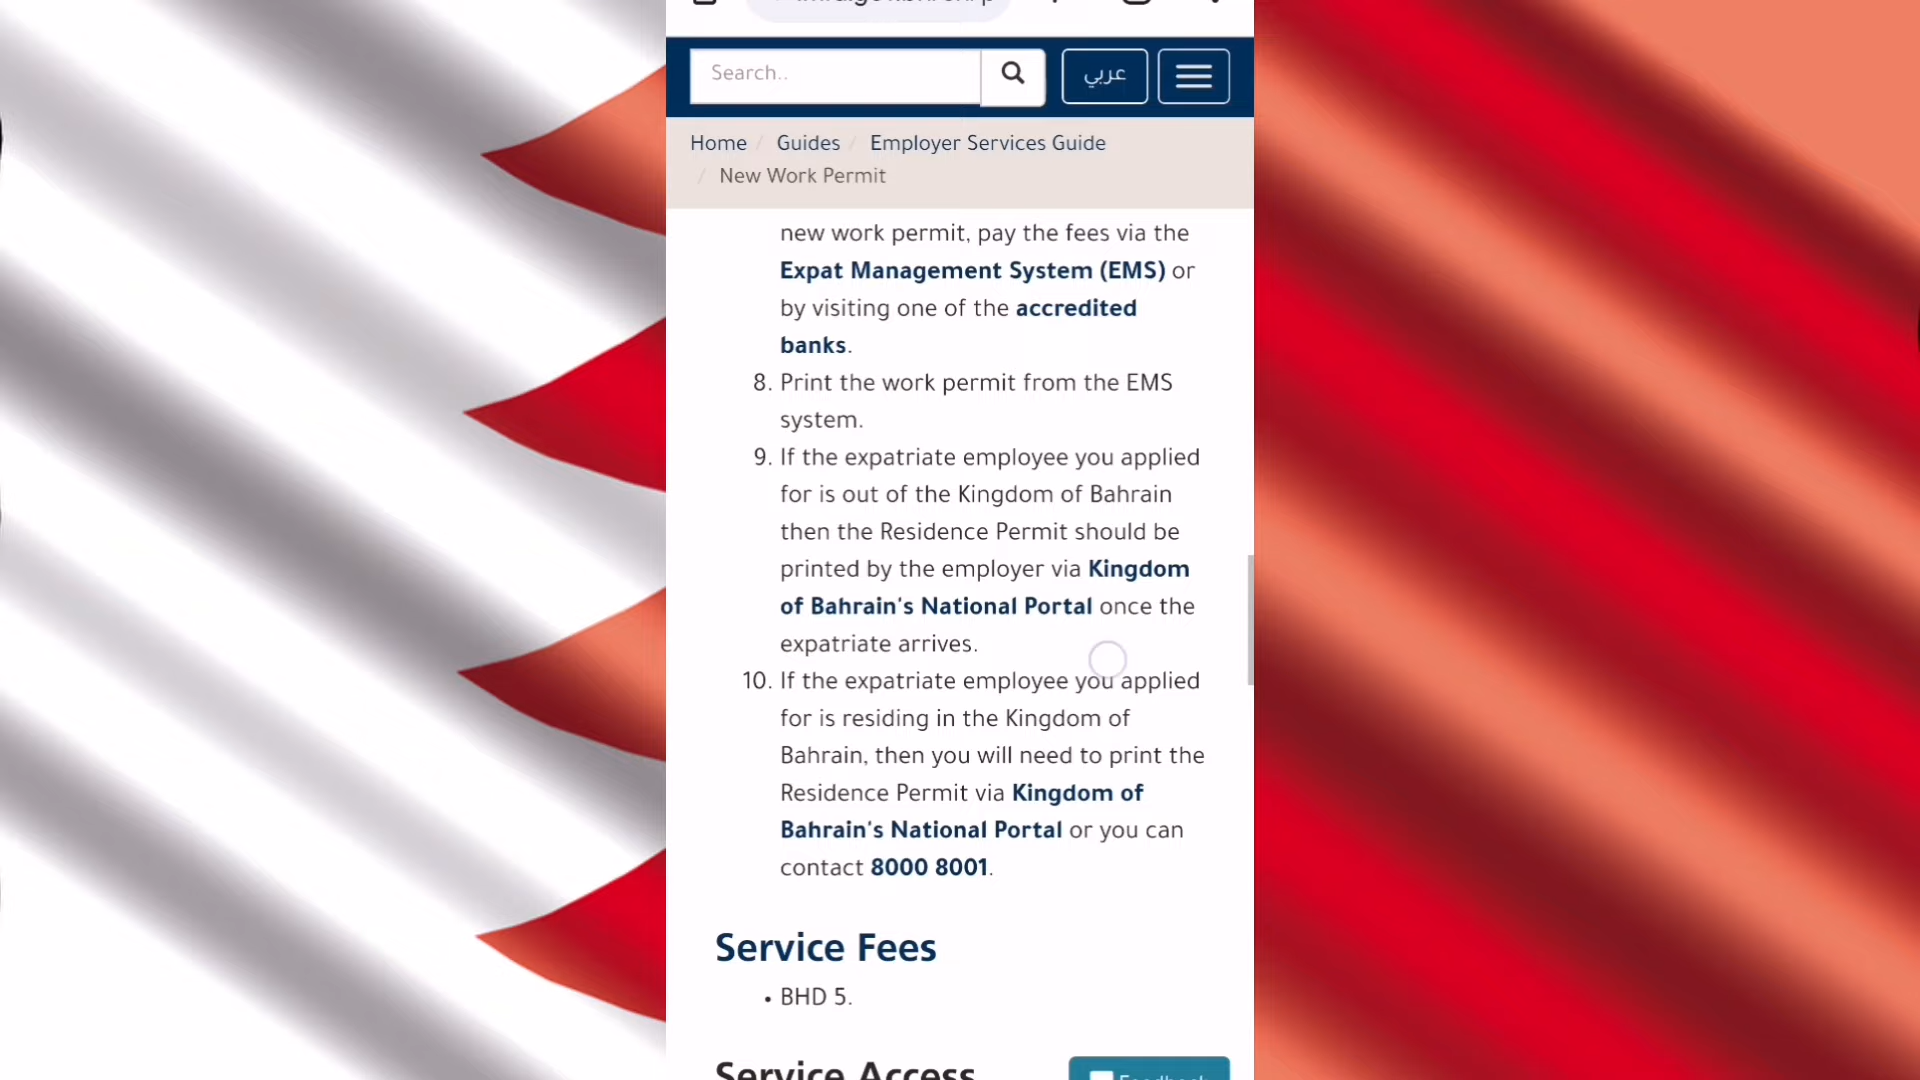 Search..
عربي
Home / Guides / Employer Services Guide
/ New Work Permit
new work permit, pay the fees via the
Expat Management System (EMS) or
by visiting one of the accredited
banks.
8. Print the work permit from the EMS
system.
9. If the expatriate employee you applied
for is out of the Kingdom of Bahrain
then the Residence Permit should be
printed by the employer via Kingdom
of Bahrain's National Portal once the
expatriate arrives.
10. If the expatriate employee you applied
for is residing in the Kingdom of
Bahrain, then you will need to print the
Residence Permit via Kingdom of
Bahrain's National Portal or you can
contact 8000 8001.
Service Fees
• BHD 5.
Service Access
Feedback